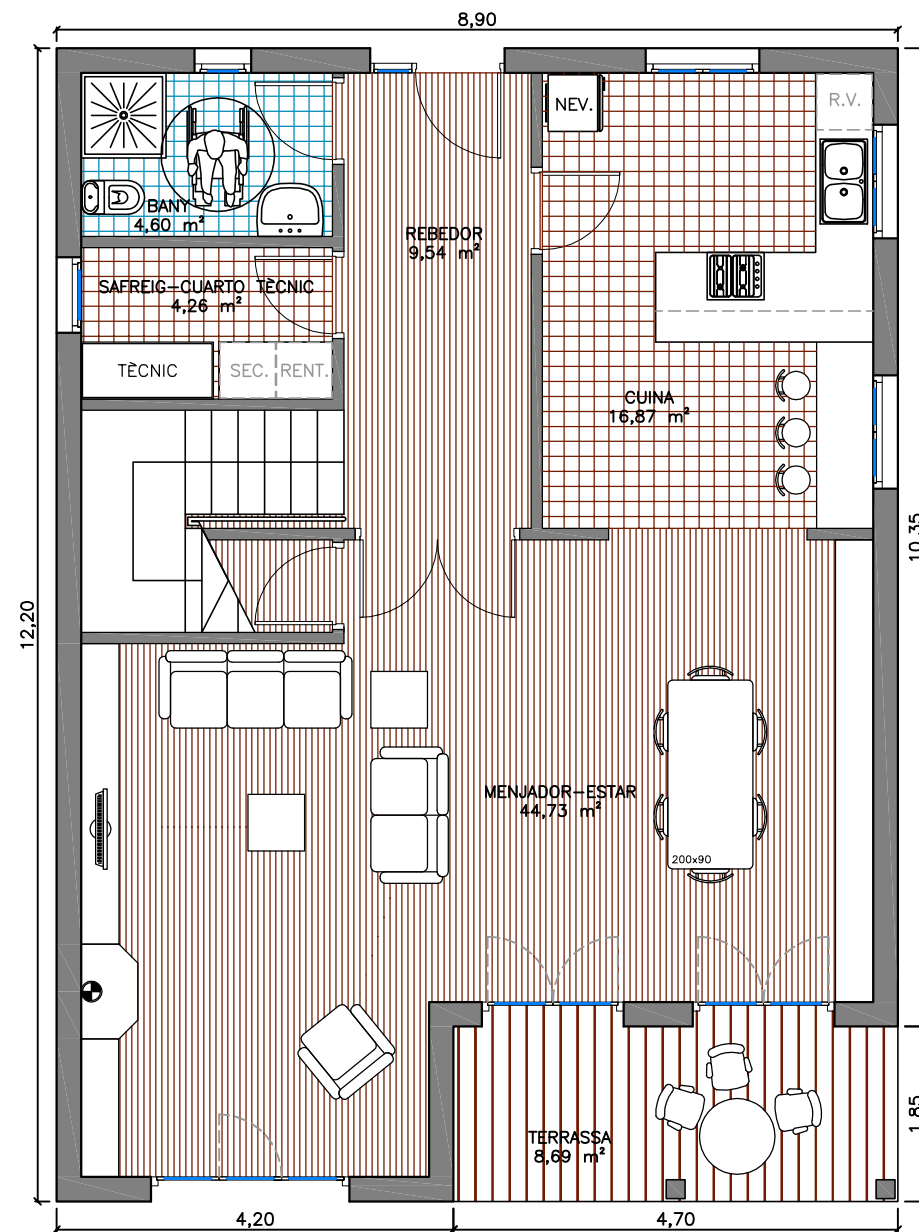 8,90
NEV.
R.V.
BANY
4,60 m²
REBEDOR
9,54 m²
SAFREIG-CUARTO TÈCNIC
4,26 m²
TÈCNIC
SEC.
RENT.
CUINA
16,87 m²
10,35
12,20
MENJADOR-ESTAR
44,73 m²
200x90
1,85
TERRASSA
8,69 m²
4,20
4,70